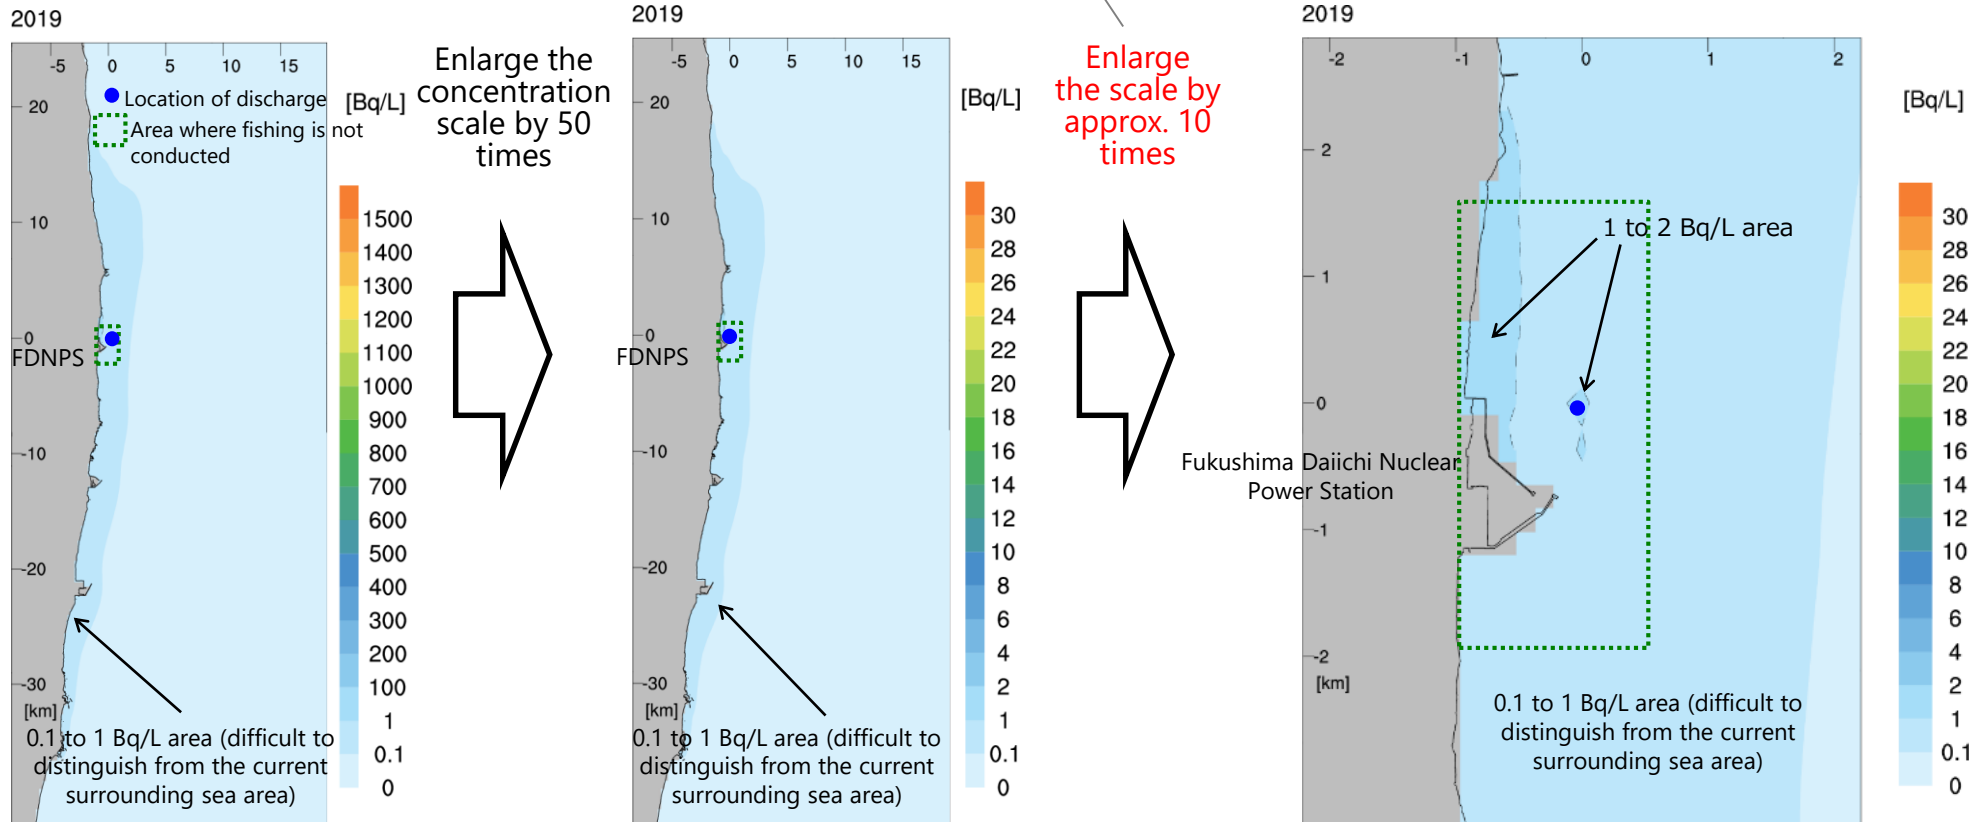 2019
-5 0 5 10 15
Location of discharge
Area where fishing is not
conducted
[Bq/L]
20
10
0
FDNPS
-10
-20
-30
[km]
1500
1400
1300
1200
1100
1000
900
800
700
600
500
400
300
200
100
1
0.1
0
0.1 to 1 Bq/L area (difficult to
distinguish from the current
surrounding sea area)
Enlarge the
concentration
scale by 50
times
2019
-5 0 5 10 15
[Bq/L]
20
10
0
FDNPS
-10
-20
-30
[km]
30
28
26
24
22
20
18
16
14
12
10
8
6
4
2
1
0.1
0
0.1 to 1 Bq/L area (difficult to
distinguish from the current
surrounding sea area)
Enlarge
the scale by
approx. 10
times
2019
-2 -1 0 1 2
[Bq/L]
2
1
0
-1
-2
[km]
1 to 2 Bq/L area
Fukushima Daiichi Nuclear
Power Station
0.1 to 1 Bq/L area (difficult to
distinguish from the current
surrounding sea area)
30
28
26
24
22
20
18
16
14
12
10
8
6
4
2
1
0.1
0